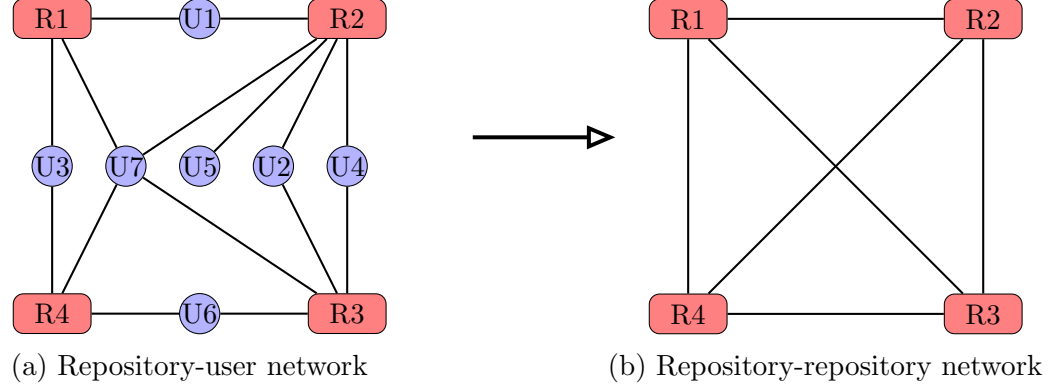 R1 U1 R2 R1 R2
U3 U7 U5 U2 U4
R4 U6 R3 R4 R3
(a) Repository-user network (b) Repository-repository network